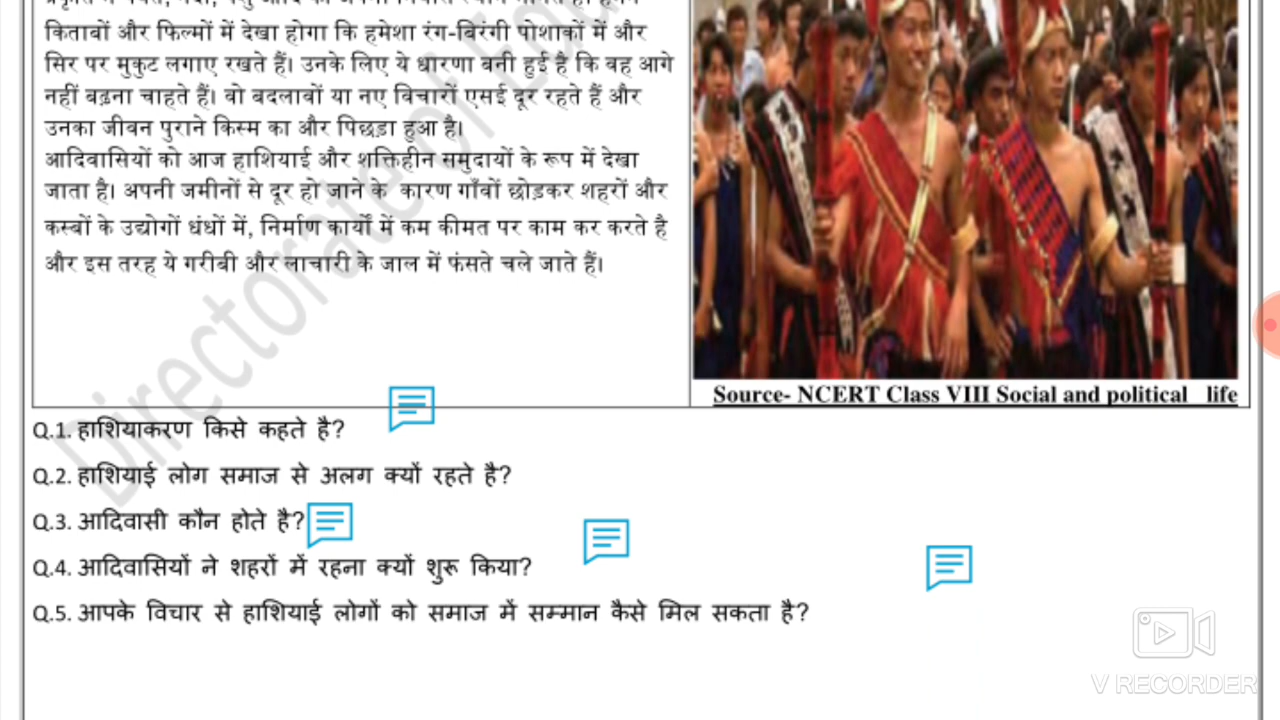 किताबों और फिल्मों में देखा होगा कि हमेशा रंग-बिरंगी पोशाकों में और
सिर पर मुकुट लगाए रखते हैं। उनके लिए ये धारणा बनी हुई है कि वह आगे
नहीं बढ़ना चाहते हैं। वो बदलावों या नए विचारों एसई दूर रहते हैं और
उनका जीवन पुराने किस्म का और पिछड़ा हुआ है।
आदिवासियों को आज हाशियाई और शक्तिहीन समुदायों के रूप में देखा
जाता है। अपनी जमीनों से दूर हो जाने के कारण गाँवों छोड़कर शहरों और
कस्बों के उद्योगों धंधों में, निर्माण कार्यों में कम कीमत पर काम कर करते है
और इस तरह ये गरीबी और लाचारी के जाल में फंसते चले जाते हैं।
Source- NCERT Class VIII Social and political life
Q.1. हाशियाकरण किसे कहते है?
Q.2. हाशियाई लोग समाज से अलग क्यों रहते है?
Q.3. आदिवासी कौन होते है?
Q.4. आदिवासियों ने शहरों में रहना क्यों शुरू किया?
Q.5. आपके विचार से हाशियाई लोगों को समाज में सम्मान कैसे मिल सकता है?
Directorate of
V RECORDER